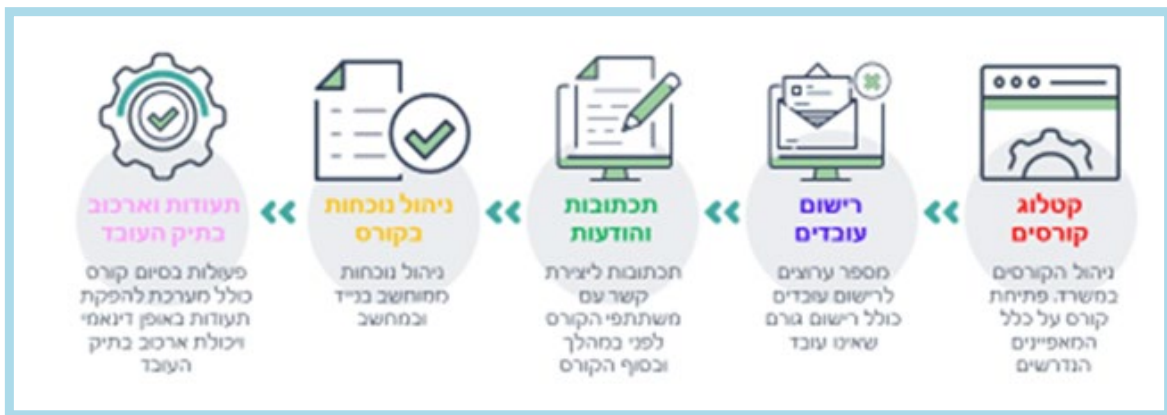 קטלוג
קורסים
ניהול הקורסים
במשרד. פתיחת
קורס על כלל
המאפיינים
הנדרשים
רישום
עובדים
מספר ערוצים
לרישום עובדים
כולל רישום גורם
שאינו עובד
תכתובות
והודעות
תכתובות ליצירת
קשר עם
משתתפי הקורס
לפני במהלך
ובסוף הקורס
ניהול נוכחות
בקורס
ניהול נוכחות
ממוחשב בנייד
ובמחשב
תעודות וארכוב
בתיק העובד
פעולות בסיום קורס
כולל מערכת להפקת
תעודות באופן דינאמי
ויכולת ארכוב בתיק
העובד